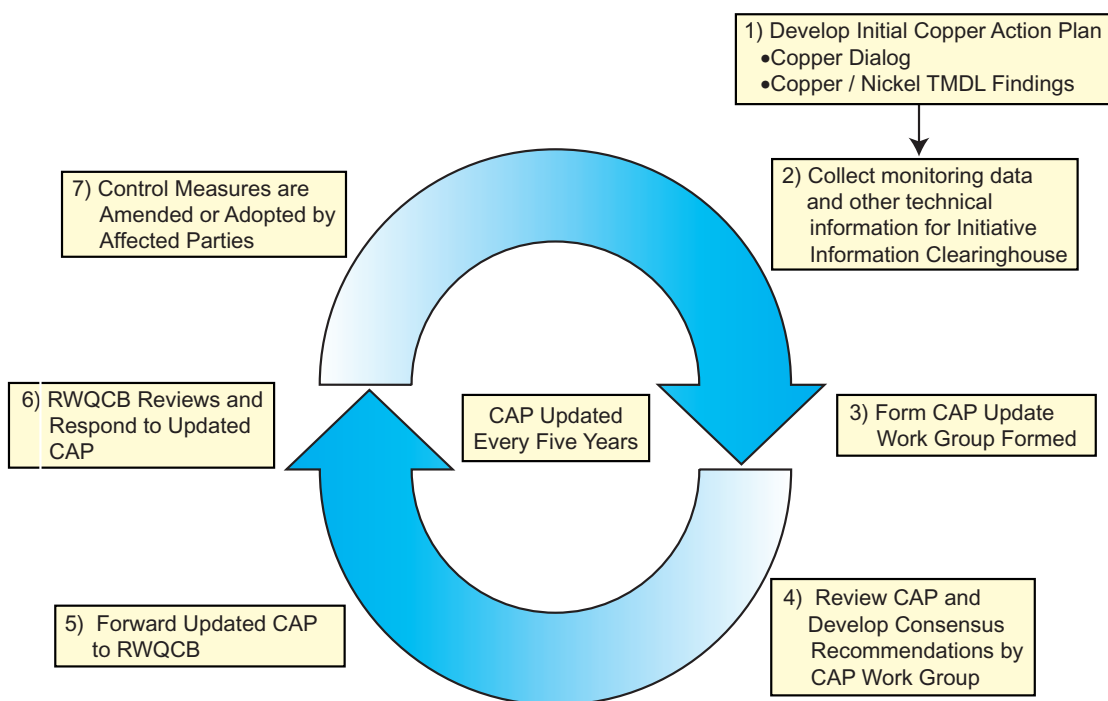 1) Develop Initial Copper Action Plan
•Copper Dialog
•Copper / Nickel TMDL Findings
2) Collect monitoring data
and other technical
information for Initiative
Information Clearinghouse
3) Form CAP Update
Work Group Formed
4) Review CAP and
Develop Consensus
Recommendations by
CAP Work Group
5) Forward Updated CAP
to RWQCB
6) RWQCB Reviews and
Respond to Updated
CAP
7) Control Measures are
Amended or Adopted by
Affected Parties
CAP Updated
Every Five Years